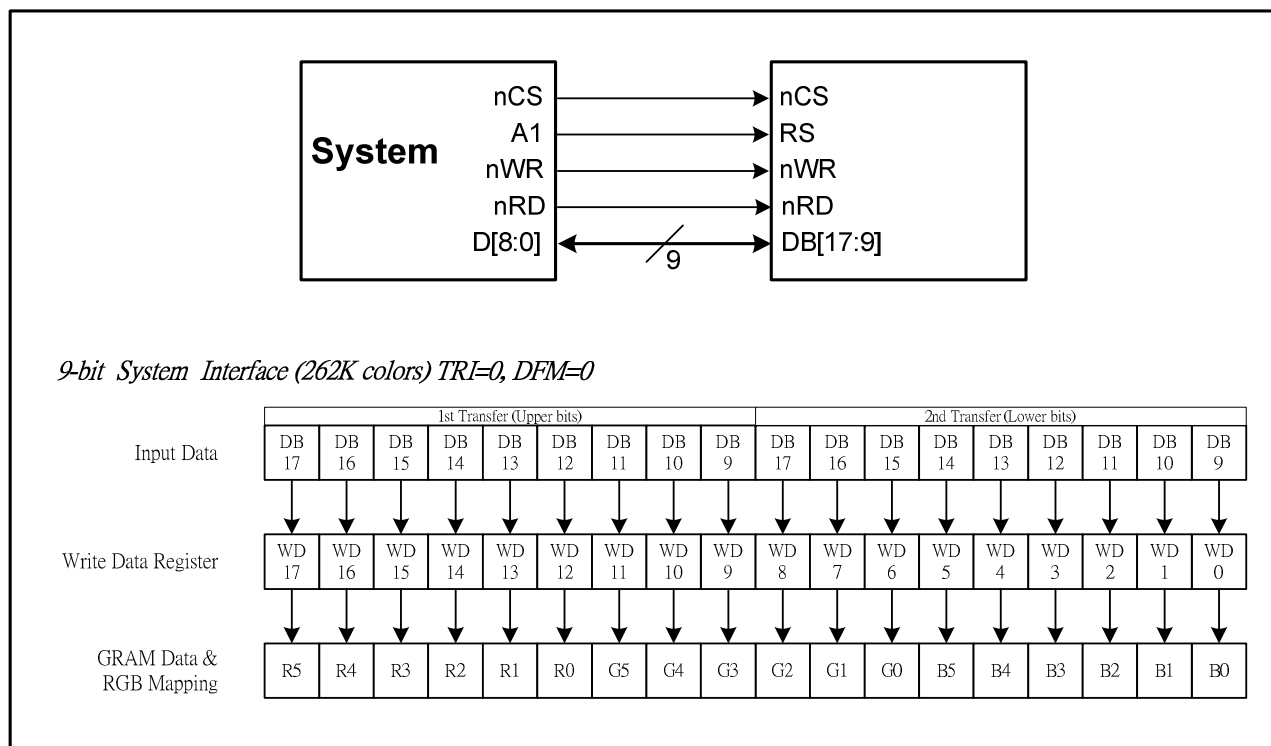 nCS nCS
A1 RS
System
nWR nWR
nRD nRD
D[8:0] DB[17:9]
9
9-bit System Interface (262K colors) TRI=0, DFM=0
1st Transfer (Upper bits) 2nd Transfer (Lower bits)
Input Data
DB DB DB DB DB DB DB DB DB DB DB DB DB DB DB DB DB DB
17 16 15 14 13 12 11 10 9 17 16 15 14 13 12 11 10 9
Write Data Register
WD WD WD WD WD WD WD WD WD WD WD WD WD WD WD WD WD WD
17 16 15 14 13 12 11 10 9 8 7 6 5 4 3 2 1 0
GRAM Data &
RGB Mapping
R5 R4 R3 R2 R1 R0 G5 G4 G3 G2 G1 G0 B5 B4 B3 B2 B1 B0